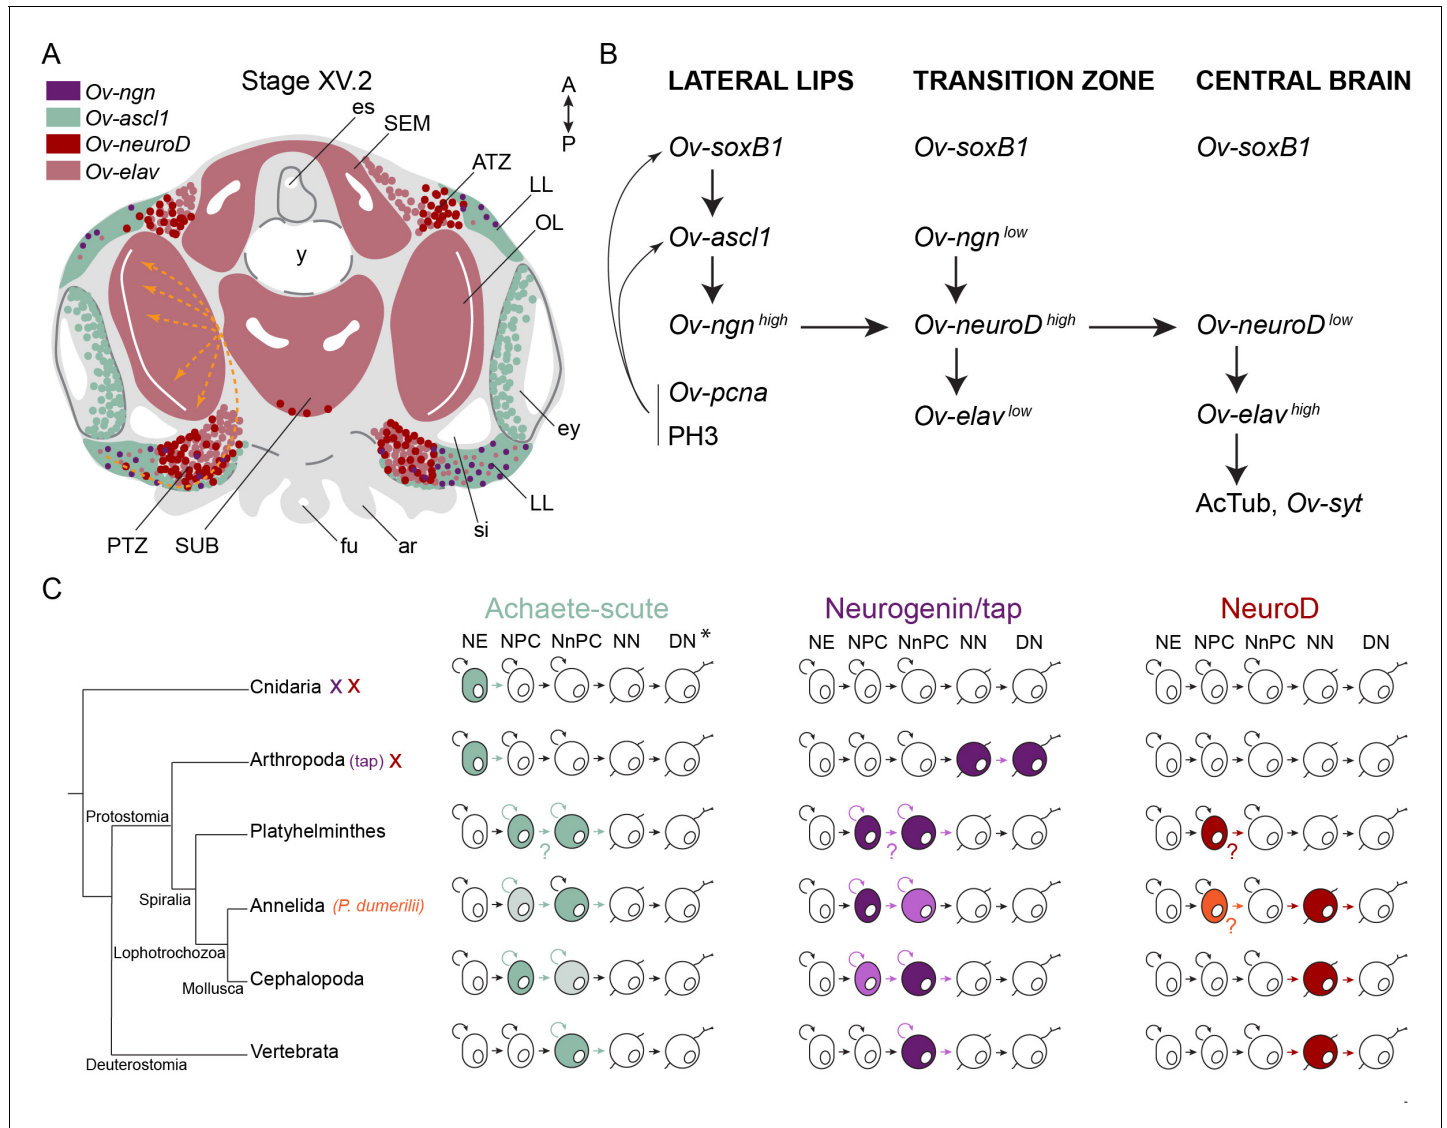 A
Stage XV.2
Ov-ngn
Ov-ascl1
Ov-neuroD
Ov-elav
A
P
es
SEM
ATZ
LL
OL
y
ey
LL
si
ar
fu
SUB
PTZ
B
LATERAL LIPS TRANSITION ZONE CENTRAL BRAIN
Ov-soxB1 Ov-soxB1 Ov-soxB1
Ov-ascl1 Ov-ngn low
Ov-ngn high Ov-neuroD high Ov-neuroD low
Ov-pcna Ov-elav low Ov-elav high
PH3
AcTub, Ov-syt
C
Achaete-scute Neurogenin/tap NeuroD
NE NPC NnPC NN DN * NE NPC NnPC NN DN NE NPC NnPC NN DN
Cnidaria X X
Arthropoda (tap) X
Protostomia
Platyhelminthes
? ? ?
Spiralia
Annelida (P. dumerilii)
?
Lophotrochozoa
Cephalopoda
Mollusca
Vertebrata
Deuterostomia